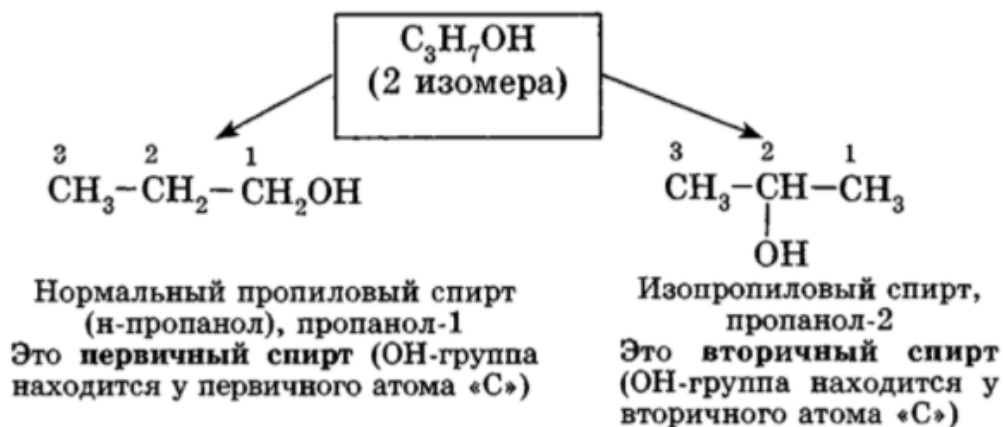 C₃H₇OH
(2 изомера)
3 2 1
CH₃–CH₂–CH₂OH
3 2 1
CH₃–CH–CH₃
OH
Нормальный пропиловый спирт
(н-пропанол), пропанол-1
Это первичный спирт (ОН-группа
находится у первичного атома «С»)
Изопропиловый спирт,
пропанол-2
Это вторичный спирт
(ОН-группа находится у
вторичного атома «С»)